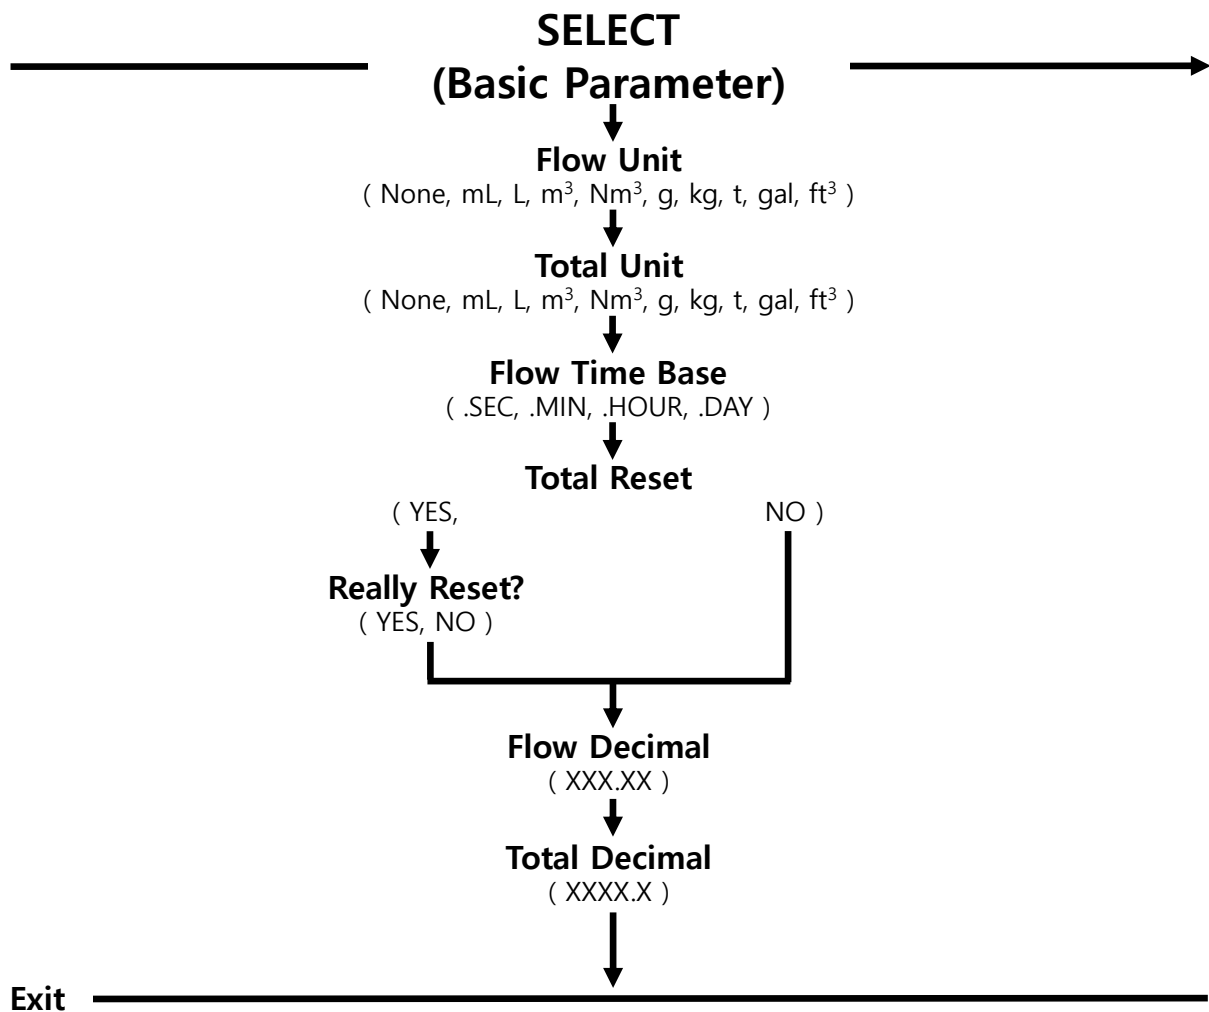 SELECT
(Basic Parameter)
Flow Unit
( None, mL, L, m³, Nm³, g, kg, t, gal, ft³ )
Total Unit
( None, mL, L, m³, Nm³, g, kg, t, gal, ft³ )
Flow Time Base
( .SEC, .MIN, .HOUR, .DAY )
Total Reset
( YES, NO )
Really Reset?
( YES, NO )
Flow Decimal
( XXX.XX )
Total Decimal
( XXXX.X )
Exit